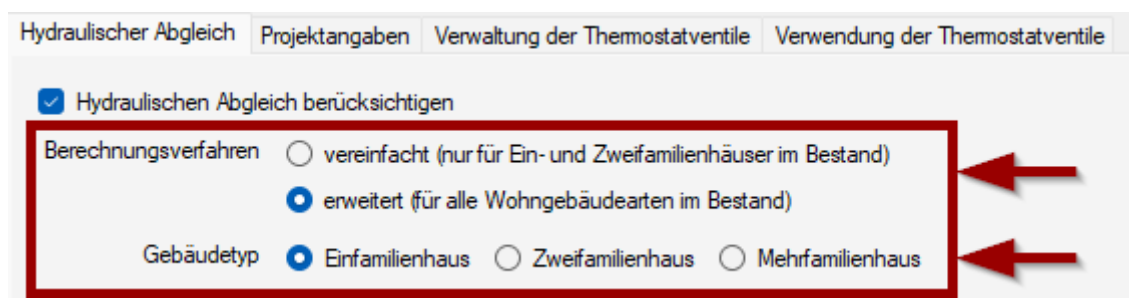 Hydraulischer Abgleich Projektangaben Verwaltung der Thermostatventile Verwendung der Thermostatventile
Hydraulischen Abgleich berücksichtigen
Berechnungsverfahren vereinfacht (nur für Ein- und Zweifamilienhäuser im Bestand)
erweitert (für alle Wohngebäudearten im Bestand)
Gebäudetyp Einfamilienhaus Zweifamilienhaus Mehrfamilienhaus